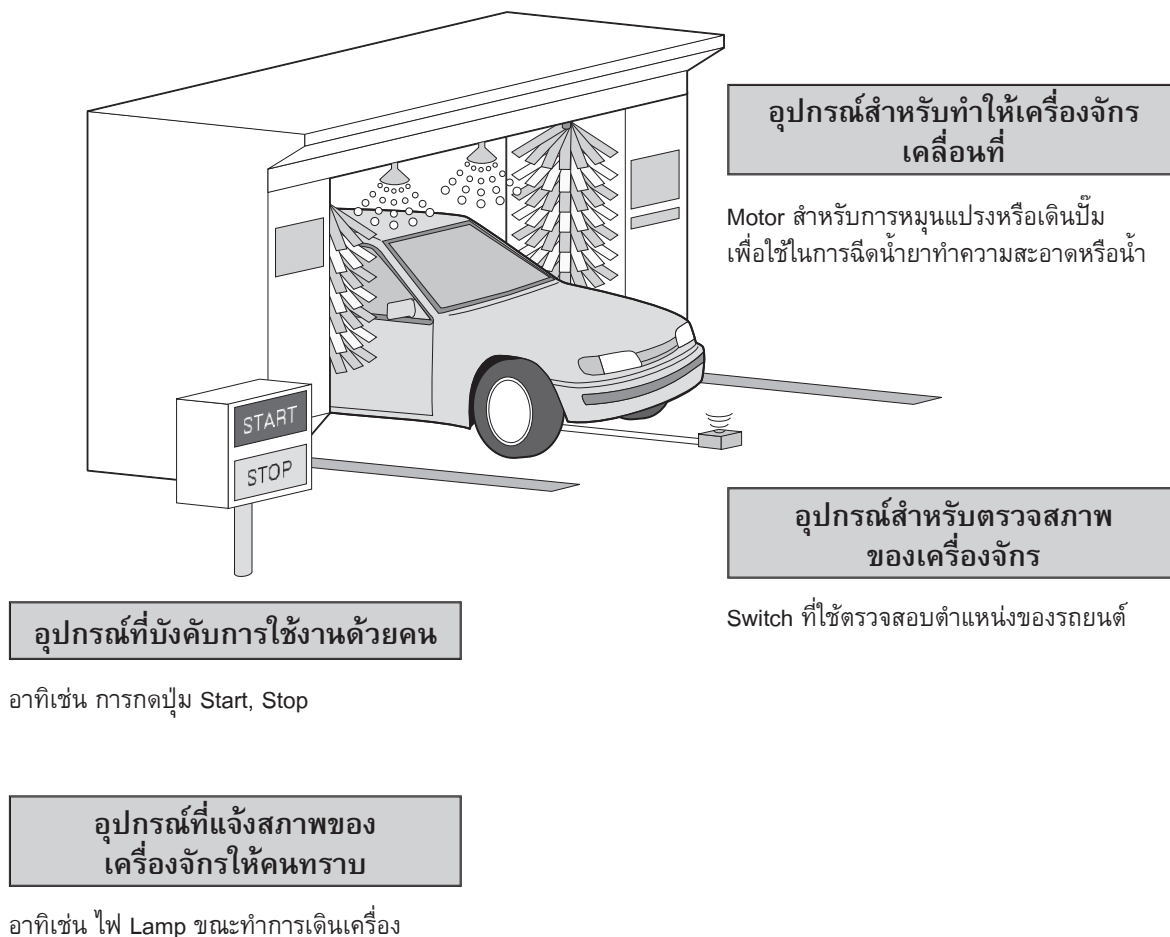 อุปกรณ์สำหรับทำให้เครื่องจักร
เคลื่อนที่
Motor สำหรับการหมุนแปรงหรือเดินปั๊ม
เพื่อใช้ในการฉีดน้ำยาทำความสะอาดหรือน้ำ
START
STOP
อุปกรณ์สำหรับตรวจสภาพ
ของเครื่องจักร
Switch ที่ใช้ตรวจสอบตำแหน่งของรถยนต์
อุปกรณ์ที่บังคับการใช้งานด้วยคน
อาทิเช่น การกดปุ่ม Start, Stop
อุปกรณ์ที่แจ้งสภาพของ
เครื่องจักรให้คนทราบ
อาทิเช่น ไฟ Lamp ขณะทำการเดินเครื่อง